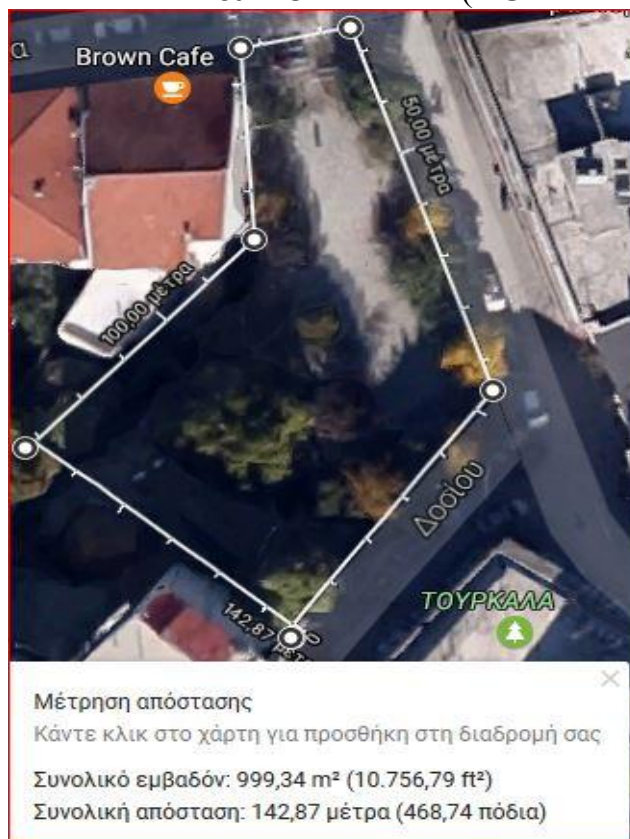 α
Brown Cafe
50,00 μέτρα
100,00 μέτρα
Δοσίου
ΤΟΥΡΚΑΛΑ
142,87 μέτρ
Μέτρηση απόστασης
Κάντε κλικ στο χάρτη για προσθήκη στη διαδρομή σας
Συνολικό εμβαδόν: 999,34 m² (10.756,79 ft²)
Συνολική απόσταση: 142,87 μέτρα (468,74 πόδια)